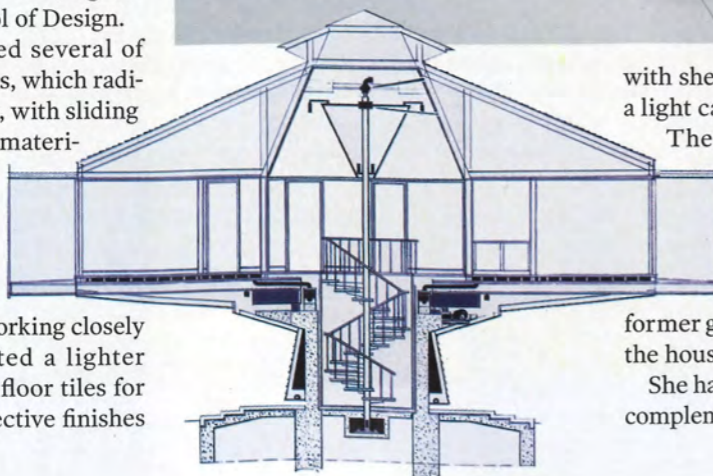 ol of Design.
ed several of
s, which radi-
, with sliding
materi-
orking closely
ted a lighter
floor tiles for
ective finishes
with she
a light ca
The
former g
the hous
She ha
complem